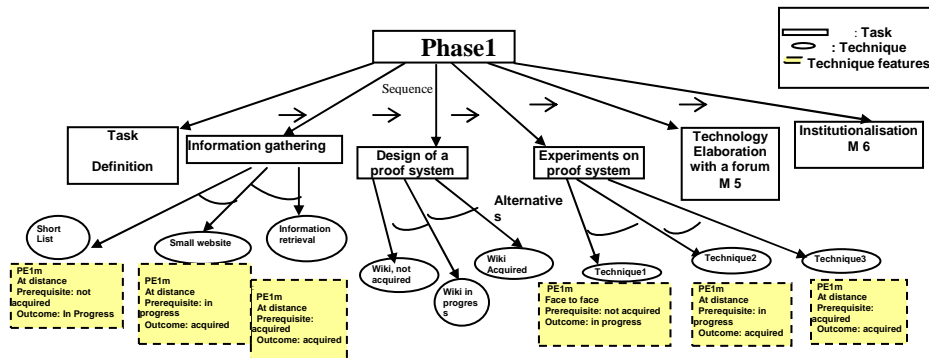 Phase1
: Task
: Technique
Technique features
Sequence
Task
Definition
Information gathering
Design of a
proof system
Experiments on
proof system
Technology
Elaboration
with a forum
M 5
Institutionalisation
M 6
Alternative
s
Short
List
Small website
Information
retrieval
Wiki, not
acquired
Wiki in
progres
s
Wiki
Acquired
Technique1
Technique2
Technique3
PE1m
At distance
Prerequisite: not
acquired
Outcome: In Progress
PE1m
At distance
Prerequisite: in
progress
Outcome: acquired
PE1m
At distance
Prerequisite:
acquired
Outcome: acquired
PE1m
Face to face
Prerequisite: not acquired
Outcome: in progress
PE1m
At distance
Prerequisite: in
progress
Outcome: acquired
PE1m
At distance
Prerequisite:
acquired
Outcome: acquired